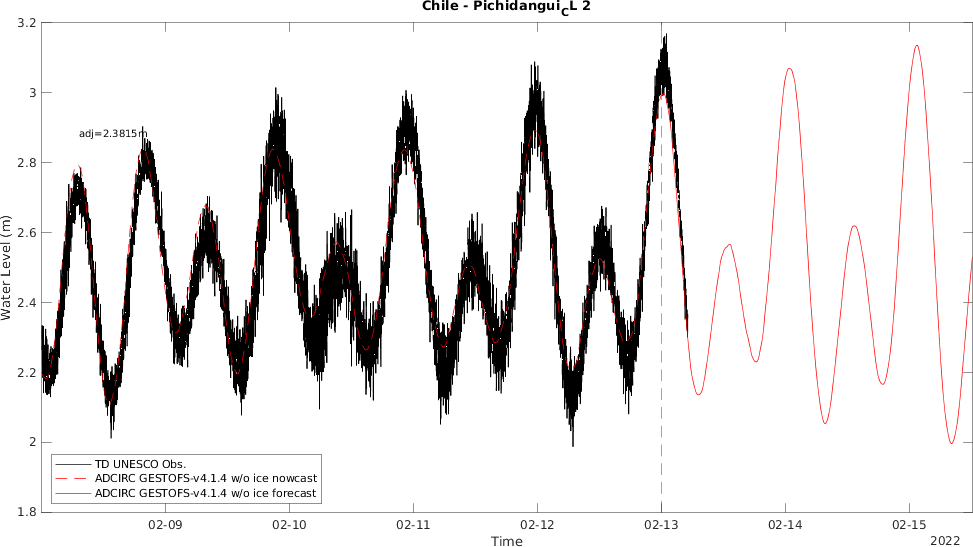 Chile - Pichidangui_CL 2
3.2
3
2.8
2.6
2.4
2.2
2
1.8
Water Level (m)
adj=2.3815m
TD UNESCO Obs.
ADCIRC GESTOFS-v4.1.4 w/o ice nowcast
ADCIRC GESTOFS-v4.1.4 w/o ice forecast
02-09 02-10 02-11 02-12 02-13 02-14 02-15
Time
2022